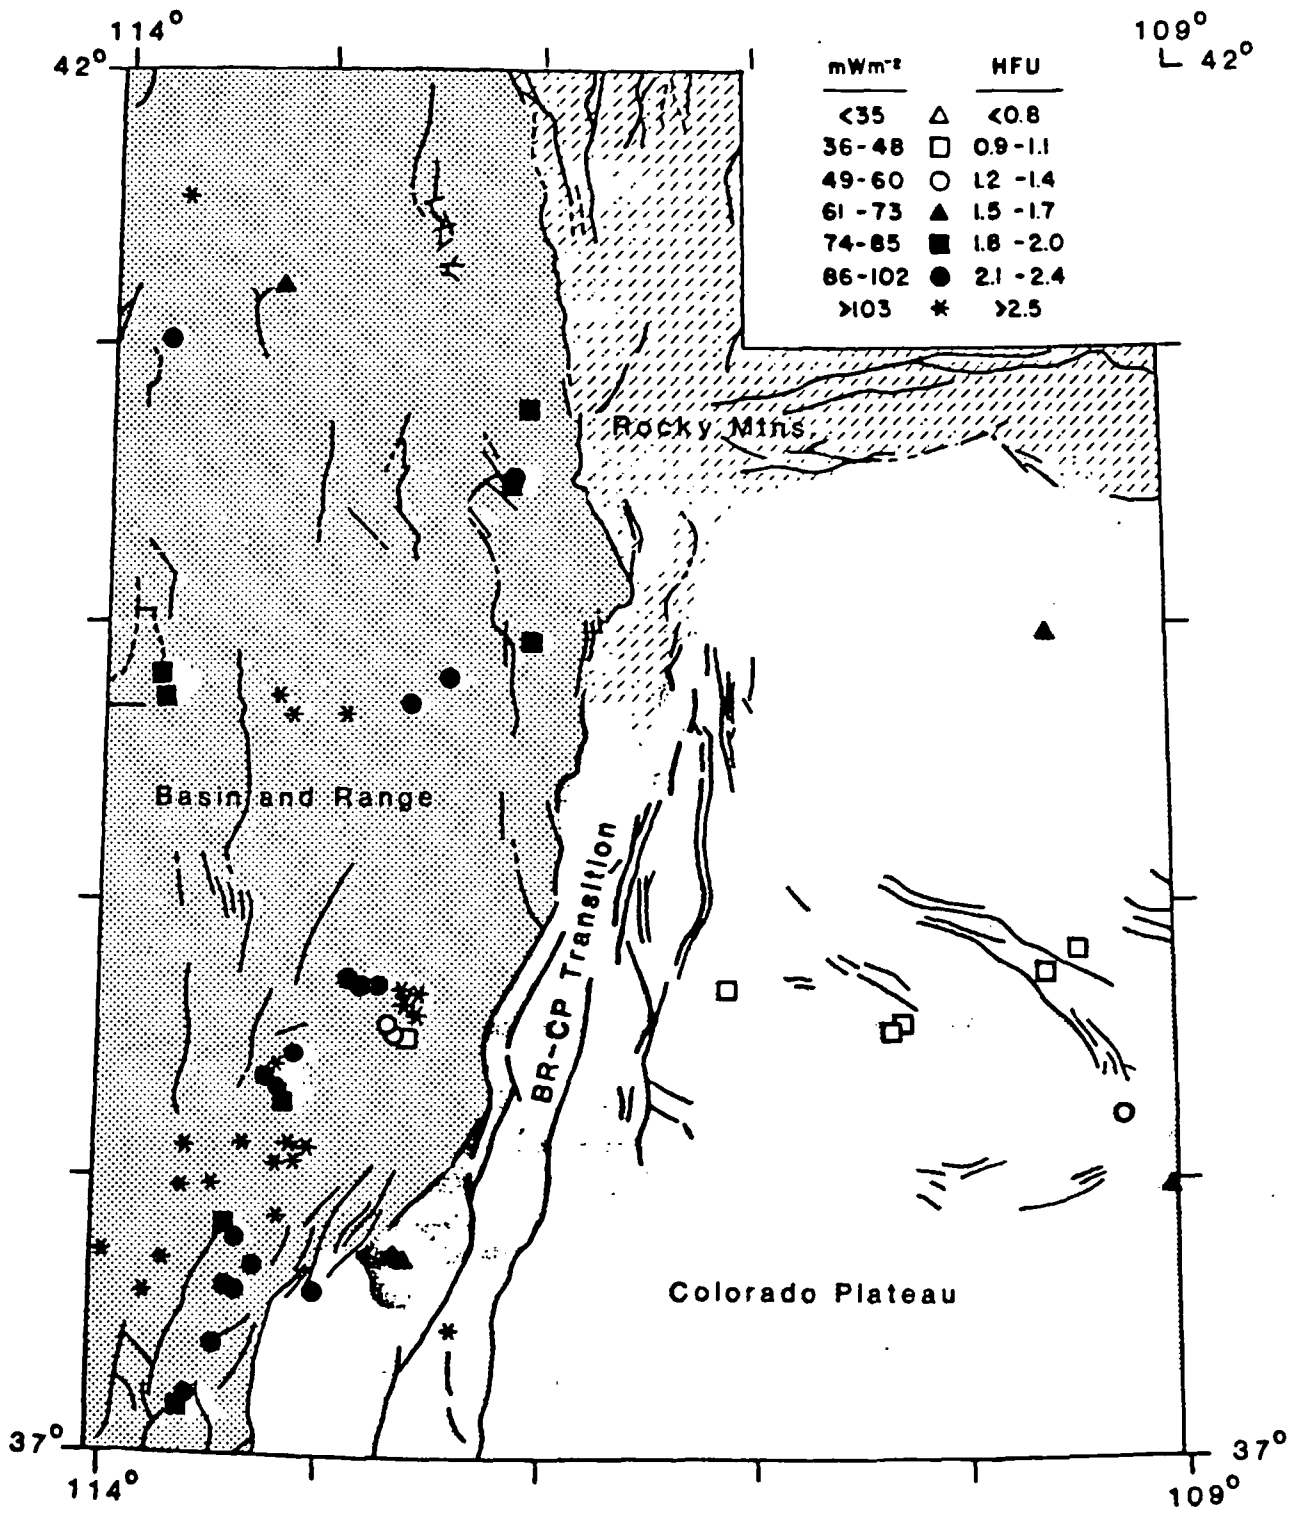 114° 109°
42° 42°
mWm⁻² HFU
<35 △ <0.8
36-48 □ 0.9-1.1
49-60 ○ 1.2 -1.4
61 -73 ▲ 1.5 -1.7
74-85 ■ 1.8 -2.0
86-102 ● 2.1 -2.4
>103 * >2.5
Rocky Mtns.
Basin and Range
BR-CP Transition
Colorado Plateau
37° 37°
114° 109°